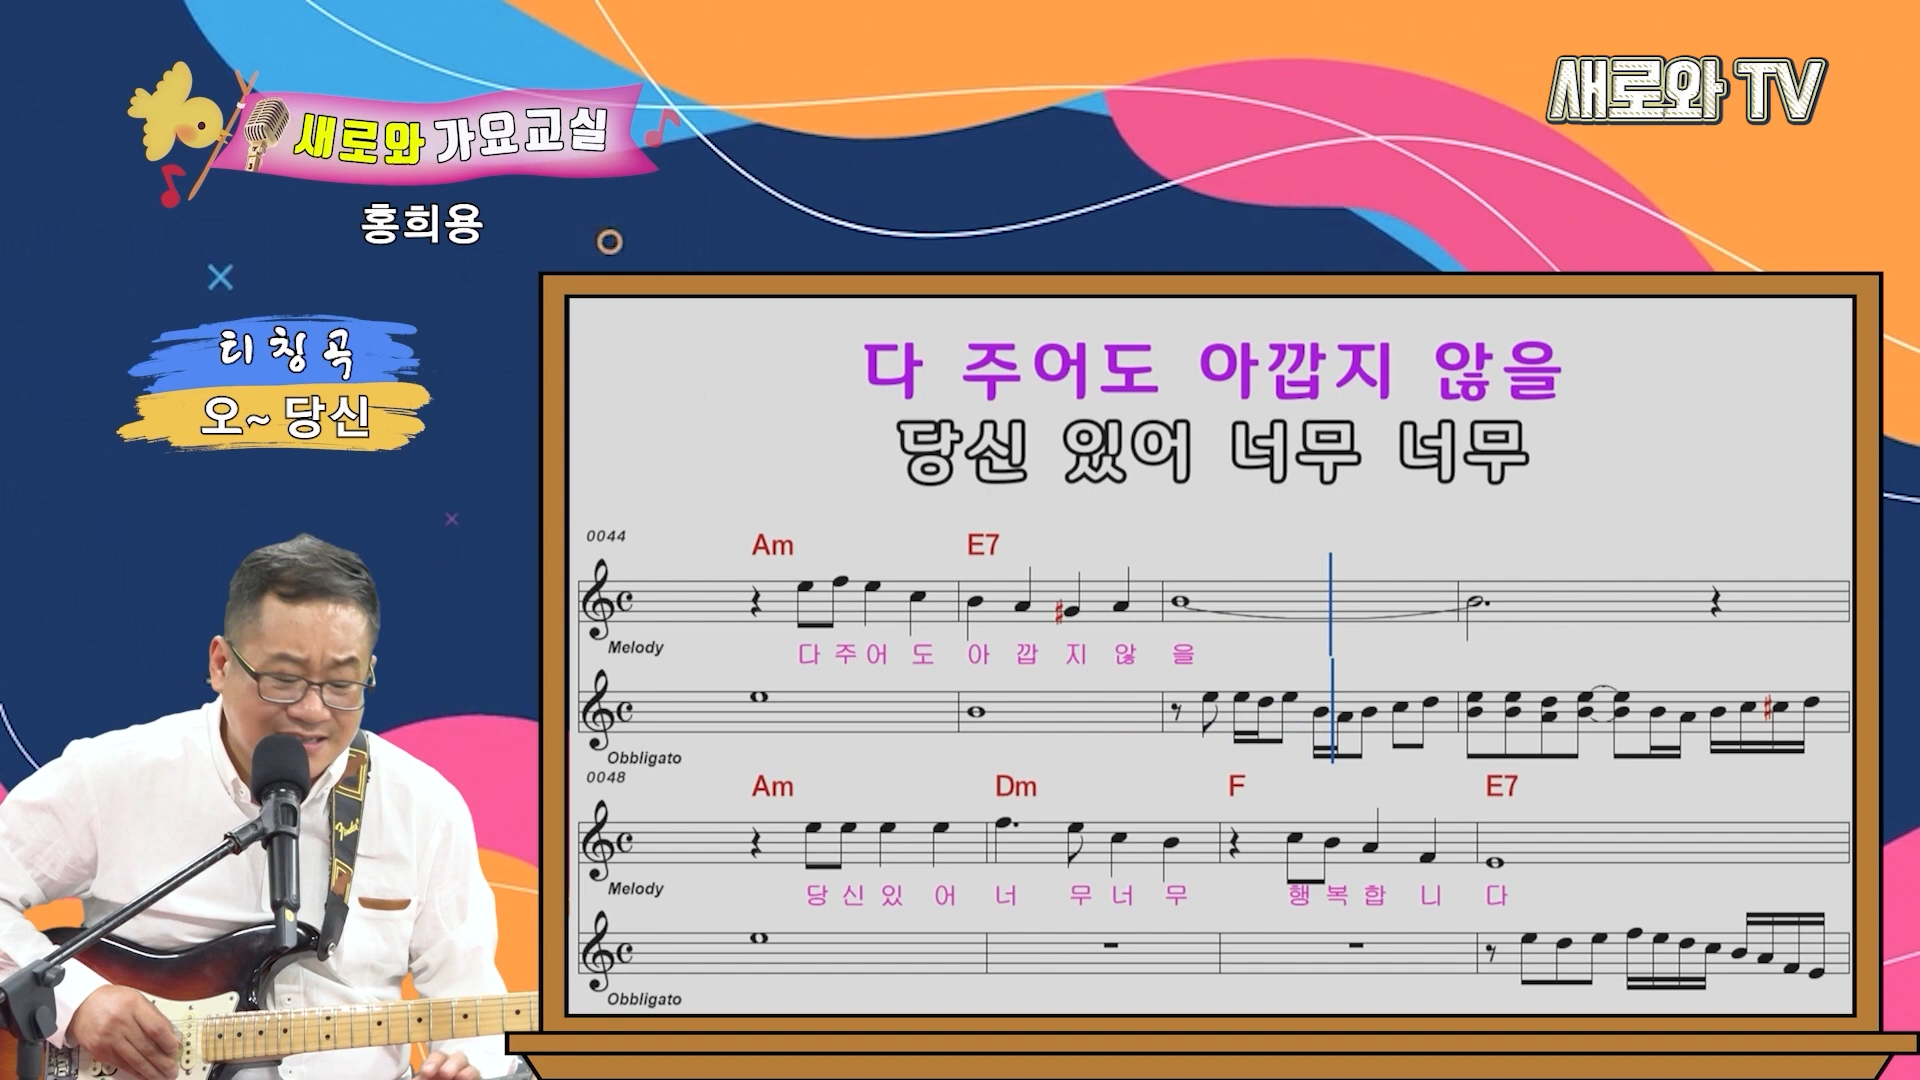 새로와 TV
새로와 가요교실
홍희용
티칭곡
오~ 당신
다 주어도 아깝지 않을
당신 있어 너무 너무
0044
Am E7
Melody
다 주 어 도 아 깝 지 않 을
Obbligato
0048
Am Dm F E7
Melody
당 신 있 어 너 무 너 무 행 복 합 니 다
Obbligato
Fender